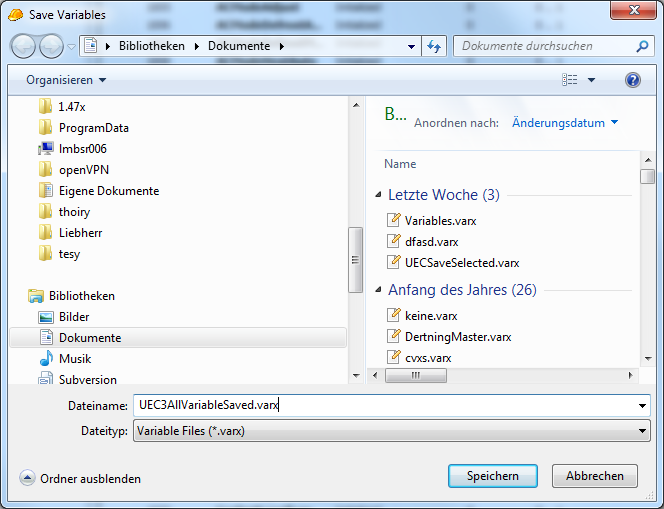 Save Variables
Bibliotheken Dokumente
Dokumente durchsuchen
Organisieren
1.47x
ProgramData
lmbsr006
openVPN
Eigene Dokumente
thoiry
Liebherr
tesy
Bibliotheken
Bilder
Dokumente
Musik
Subversion
B...
Anordnen nach: Änderungsdatum
Name
Letzte Woche (3)
Variables.varx
dfasd.varx
UECSaveSelected.varx
Anfang des Jahres (26)
keine.varx
DertningMaster.varx
cvxs.varx
Dateiname: UEC3AllVariableSaved.varx
Dateityp: Variable Files (*.varx)
Ordner ausblenden
Speichern
Abbrechen